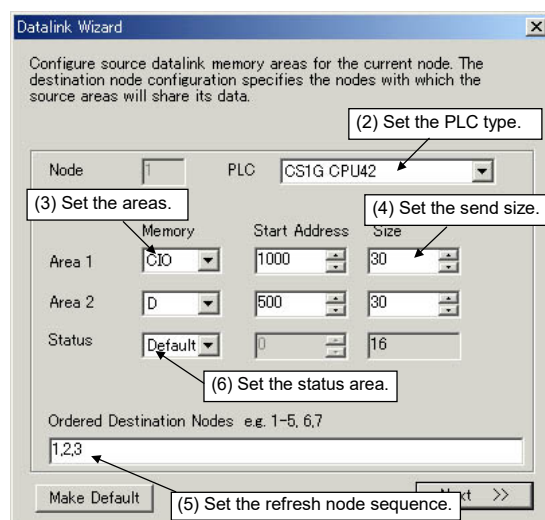 Datalink Wizard
Configure source datalink memory areas for the current node. The
destination node configuration specifies the nodes with which the
source areas will share its data.
(2) Set the PLC type.
Node 1 PLC CS1G CPU42
(3) Set the areas.
(4) Set the send size.
Memory Start Address Size
Area 1 CIO 1000 30
Area 2 D 500 30
Status Default 0 16
(6) Set the status area.
Ordered Destination Nodes e.g. 1-5, 6,7
1,2,3
Make Default >>
(5) Set the refresh node sequence.